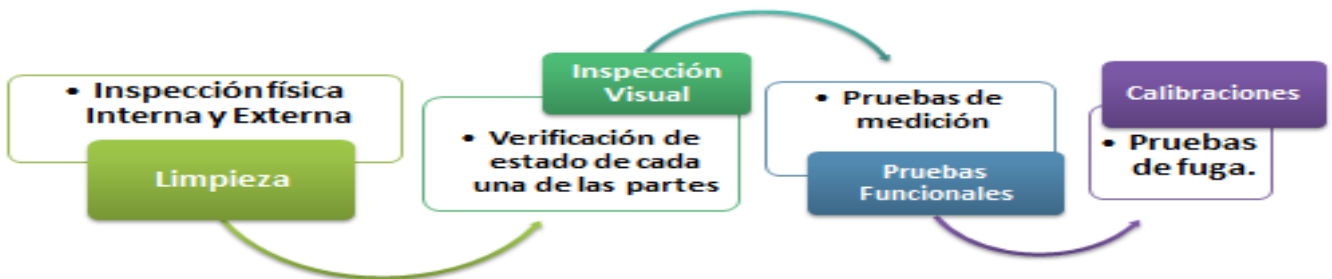 • Inspección física
Interna y Externa
Limpieza
Inspección
Visual
• Verificación de
estado de cada
una de las partes
• Pruebas de
medición
Pruebas
Funcionales
Calibraciones
• Pruebas
de fuga.